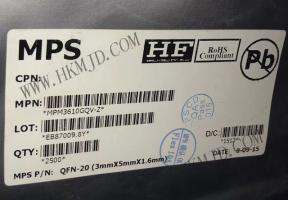 MPS
HF
RoHS
Compliant
Pb
WWW.HKMJD.COM
CPN:
MPN:
*MPM3610GQV-Z*
LOT:
*EB87009.8Y*
QTY:
*2500*
D/C:
*1512*
MPS P/N: QFN-20 (3mmX5mmX1.6mm)
DATE